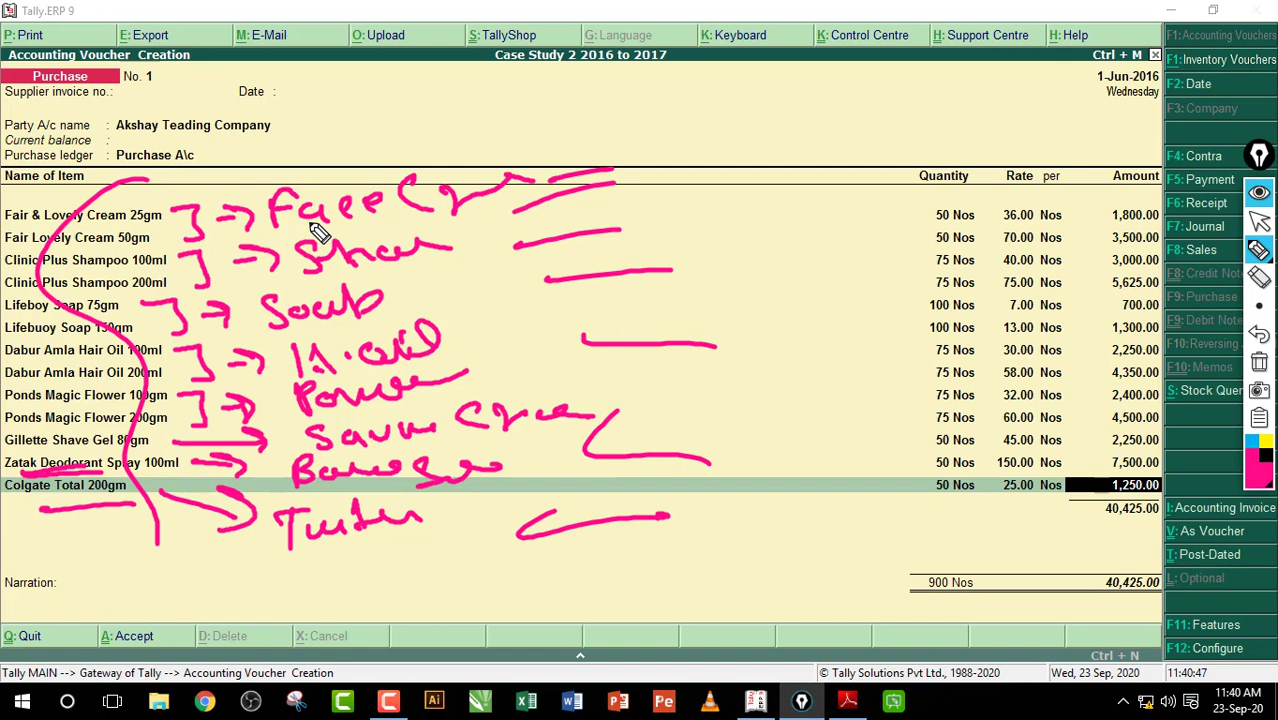 Tally.ERP 9
P: Print E: Export M: E-Mail O: Upload S: TallyShop G: Language K: Keyboard K: Control Centre H: Support Centre H: Help
F1: Accounting Vouchers
Accounting Voucher Creation Case Study 2 2016 to 2017 Ctrl + M
F1: Inventory Vouchers
Purchase No. 1 1-Jun-2016
Supplier invoice no.: Date : Wednesday
F2: Date
F3: Company
Party A/c name : Akshay Teading Company
Current balance :
Purchase ledger : Purchase A\c
F4: Contra
F5: Payment
F6: Receipt
F7: Journal
F8: Sales
F8: Credit Note
F9: Purchase
F9: Debit Note
F10: Reversing J
F10: Memos
S: Stock Quer
Name of Item Quantity Rate per Amount
Fair & Lovely Cream 25gm 50 Nos 36.00 Nos 1,800.00
Fair Lovely Cream 50gm 50 Nos 70.00 Nos 3,500.00
Clinic Plus Shampoo 100ml 75 Nos 40.00 Nos 3,000.00
Clinic Plus Shampoo 200ml 75 Nos 75.00 Nos 5,625.00
Lifeboy Soap 75gm 100 Nos 7.00 Nos 700.00
Lifebuoy Soap 150gm 100 Nos 13.00 Nos 1,300.00
Dabur Amla Hair Oil 100ml 75 Nos 30.00 Nos 2,250.00
Dabur Amla Hair Oil 200ml 75 Nos 58.00 Nos 4,350.00
Ponds Magic Flower 100gm 75 Nos 32.00 Nos 2,400.00
Ponds Magic Flower 200gm 75 Nos 60.00 Nos 4,500.00
Gillette Shave Gel 80gm 50 Nos 45.00 Nos 2,250.00
Zatak Deodorant Spray 100ml 50 Nos 150.00 Nos 7,500.00
Colgate Total 200gm 50 Nos 25.00 Nos 1,250.00
40,425.00
H.oil
I: Accounting Invoice
V: As Voucher
T: Post-Dated
L: Optional
F11: Features
F12: Configure
Narration: 900 Nos 40,425.00
Q: Quit A: Accept D: Delete X: Cancel
Ctrl + N
Tally MAIN --> Gateway of Tally --> Accounting Voucher Creation © Tally Solutions Pvt Ltd., 1988-2020 Wed, 23 Sep, 2020 11:40:47
11:40 AM
23-Sep-20